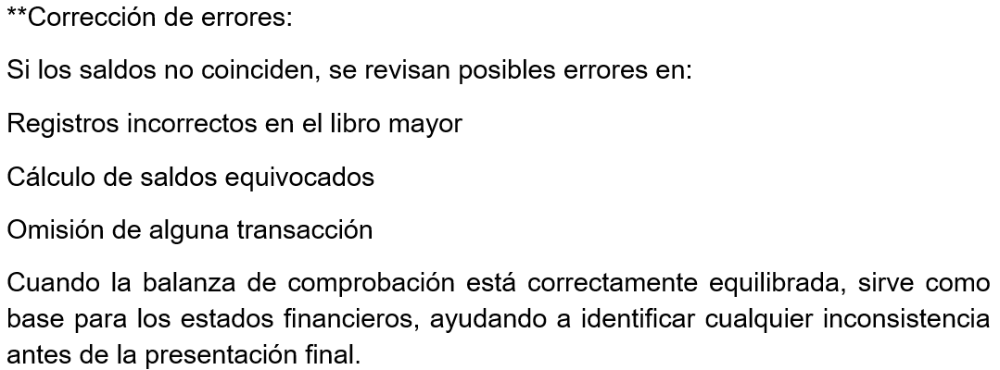 **Corrección de errores:
Si los saldos no coinciden, se revisan posibles errores en:
Registros incorrectos en el libro mayor
Cálculo de saldos equivocados
Omisión de alguna transacción
Cuando la balanza de comprobación está correctamente equilibrada, sirve como
base para los estados financieros, ayudando a identificar cualquier inconsistencia
antes de la presentación final.